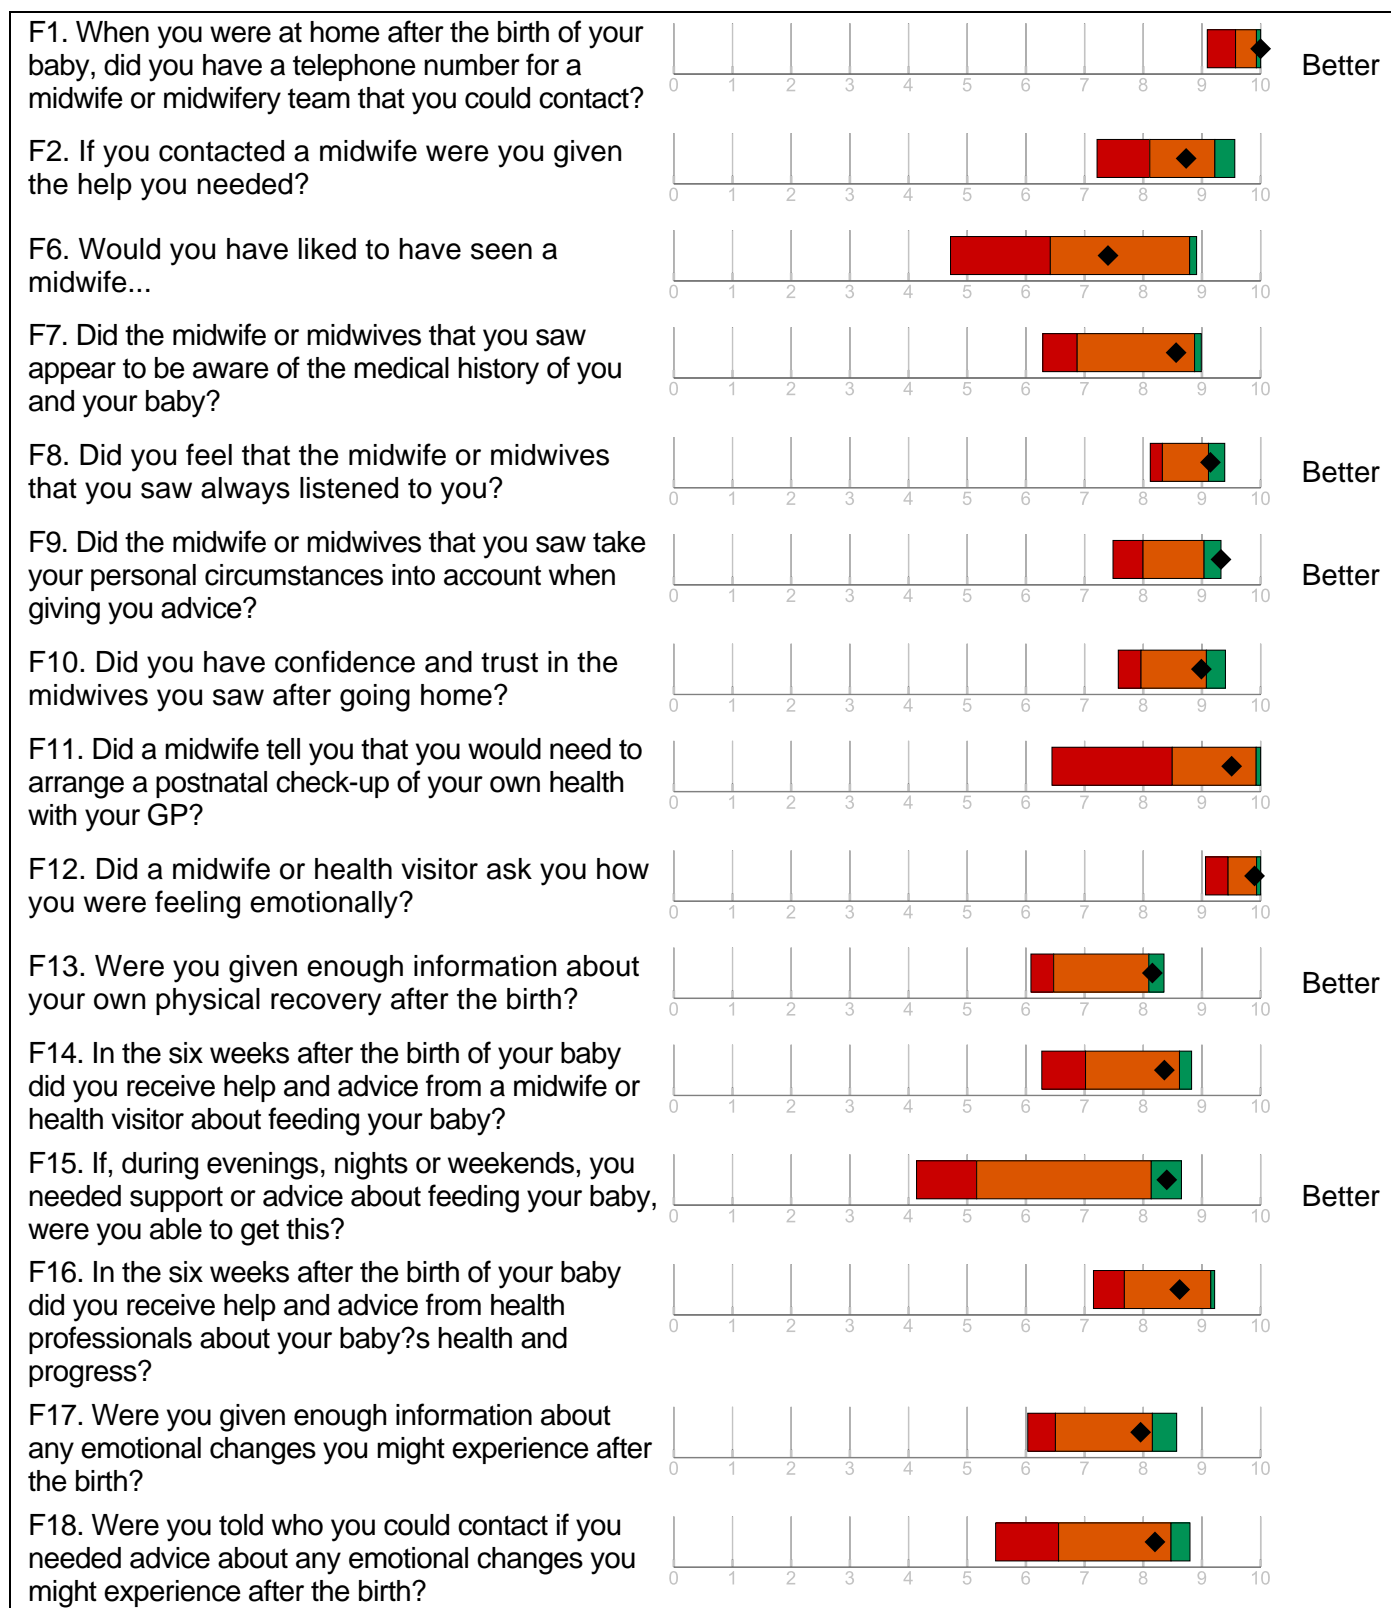 F1. When you were at home after the birth of your
baby, did you have a telephone number for a
midwife or midwifery team that you could contact?
0 1 2 3 4 5 6 7 8 9 10
Better
F2. If you contacted a midwife were you given
the help you needed?
0 1 2 3 4 5 6 7 8 9 10
F6. Would you have liked to have seen a
midwife...
0 1 2 3 4 5 6 7 8 9 10
F7. Did the midwife or midwives that you saw
appear to be aware of the medical history of you
and your baby?
0 1 2 3 4 5 6 7 8 9 10
F8. Did you feel that the midwife or midwives
that you saw always listened to you?
0 1 2 3 4 5 6 7 8 9 10
Better
F9. Did the midwife or midwives that you saw take
your personal circumstances into account when
giving you advice?
0 1 2 3 4 5 6 7 8 9 10
Better
F10. Did you have confidence and trust in the
midwives you saw after going home?
0 1 2 3 4 5 6 7 8 9 10
F11. Did a midwife tell you that you would need to
arrange a postnatal check-up of your own health
with your GP?
0 1 2 3 4 5 6 7 8 9 10
F12. Did a midwife or health visitor ask you how
you were feeling emotionally?
0 1 2 3 4 5 6 7 8 9 10
F13. Were you given enough information about
your own physical recovery after the birth?
0 1 2 3 4 5 6 7 8 9 10
Better
F14. In the six weeks after the birth of your baby
did you receive help and advice from a midwife or
health visitor about feeding your baby?
0 1 2 3 4 5 6 7 8 9 10
F15. If, during evenings, nights or weekends, you
needed support or advice about feeding your baby,
were you able to get this?
0 1 2 3 4 5 6 7 8 9 10
Better
F16. In the six weeks after the birth of your baby
did you receive help and advice from health
professionals about your baby?s health and
progress?
0 1 2 3 4 5 6 7 8 9 10
F17. Were you given enough information about
any emotional changes you might experience after
the birth?
0 1 2 3 4 5 6 7 8 9 10
F18. Were you told who you could contact if you
needed advice about any emotional changes you
might experience after the birth?
0 1 2 3 4 5 6 7 8 9 10